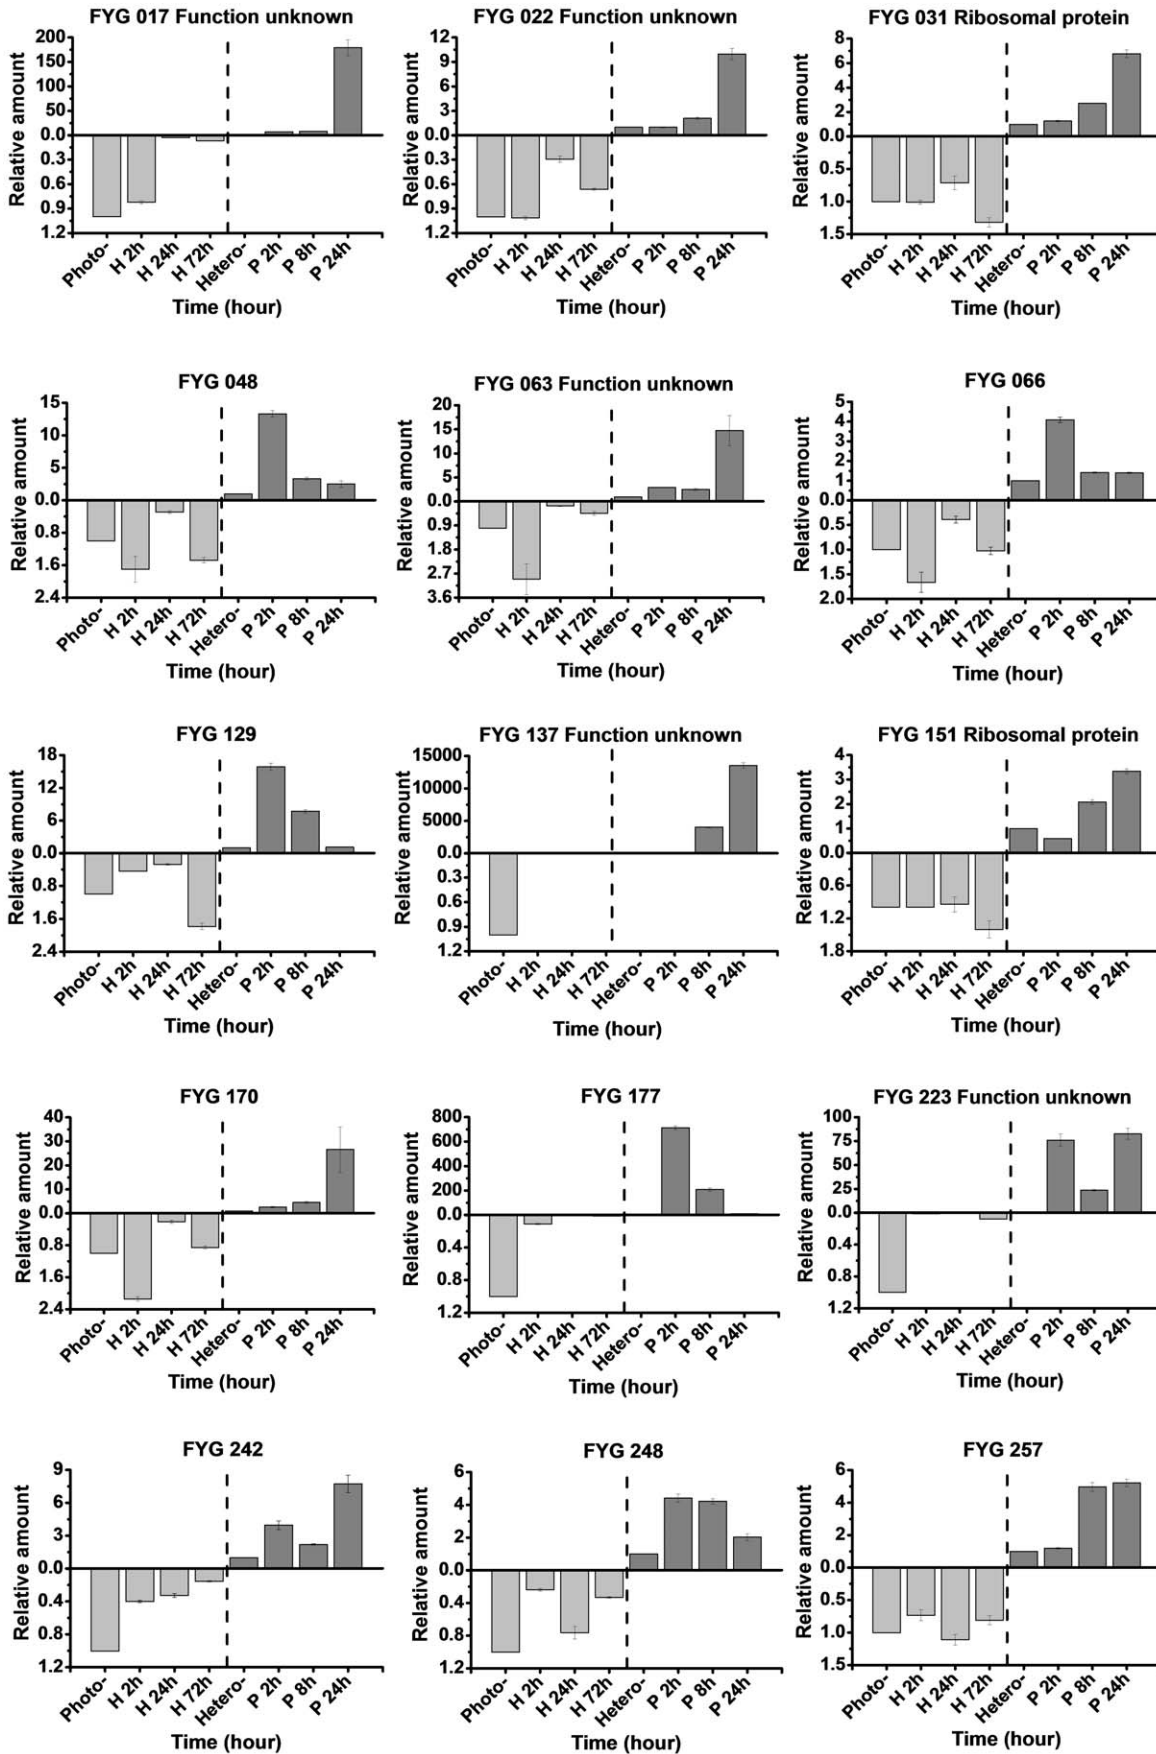 FYG 017 Function unknown
Relative amount
200
150
100
50
0.0
0.3
0.6
0.9
1.2
Photo- H 2h H 24h H 72h Hetero- P 2h P 8h P 24h
Time (hour)
FYG 022 Function unknown
Relative amount
12
9
6
3
0.0
0.3
0.6
0.9
1.2
Photo- H 2h H 24h H 72h Hetero- P 2h P 8h P 24h
Time (hour)
FYG 031 Ribosomal protein
Relative amount
8
6
4
2
0.0
0.5
1.0
1.5
Photo- H 2h H 24h H 72h Hetero- P 2h P 8h P 24h
Time (hour)
FYG 048
Relative amount
15
12
9
6
3
0.0
0.8
1.6
2.4
Photo- H 2h H 24h H 72h Hetero- P 2h P 8h P 24h
Time (hour)
FYG 063 Function unknown
Relative amount
20
15
10
5
0.0
0.9
1.8
2.7
3.6
Photo- H 2h H 24h H 72h Hetero- P 2h P 8h P 24h
Time (hour)
FYG 066
Relative amount
5
4
3
2
1
0.0
0.5
1.0
1.5
2.0
Photo- H 2h H 24h H 72h Hetero- P 2h P 8h P 24h
Time (hour)
FYG 129
Relative amount
18
12
6
0.0
0.8
1.6
2.4
Photo- H 2h H 24h H 72h Hetero- P 2h P 8h P 24h
Time (hour)
FYG 137 Function unknown
Relative amount
15000
10000
5000
0.0
0.3
0.6
0.9
1.2
Photo- H 2h H 24h H 72h Hetero- P 2h P 8h P 24h
Time (hour)
FYG 151 Ribosomal protein
Relative amount
4
3
2
1
0.0
0.6
1.2
1.8
Photo- H 2h H 24h H 72h Hetero- P 2h P 8h P 24h
Time (hour)
FYG 170
Relative amount
40
30
20
10
0.0
0.8
1.6
2.4
Photo- H 2h H 24h H 72h Hetero- P 2h P 8h P 24h
Time (hour)
FYG 177
Relative amount
800
600
400
200
0.0
0.4
0.8
1.2
Photo- H 2h H 24h H 72h Hetero- P 2h P 8h P 24h
Time (hour)
FYG 223 Function unknown
Relative amount
100
75
50
25
0.0
0.4
0.8
1.2
Photo- H 2h H 24h H 72h Hetero- P 2h P 8h P 24h
Time (hour)
FYG 242
Relative amount
9
6
3
0.0
0.4
0.8
1.2
Photo- H 2h H 24h H 72h Hetero- P 2h P 8h P 24h
Time (hour)
FYG 248
Relative amount
6
4
2
0.0
0.4
0.8
1.2
Photo- H 2h H 24h H 72h Hetero- P 2h P 8h P 24h
Time (hour)
FYG 257
Relative amount
6
4
2
0.0
0.5
1.0
1.5
Photo- H 2h H 24h H 72h Hetero- P 2h P 8h P 24h
Time (hour)